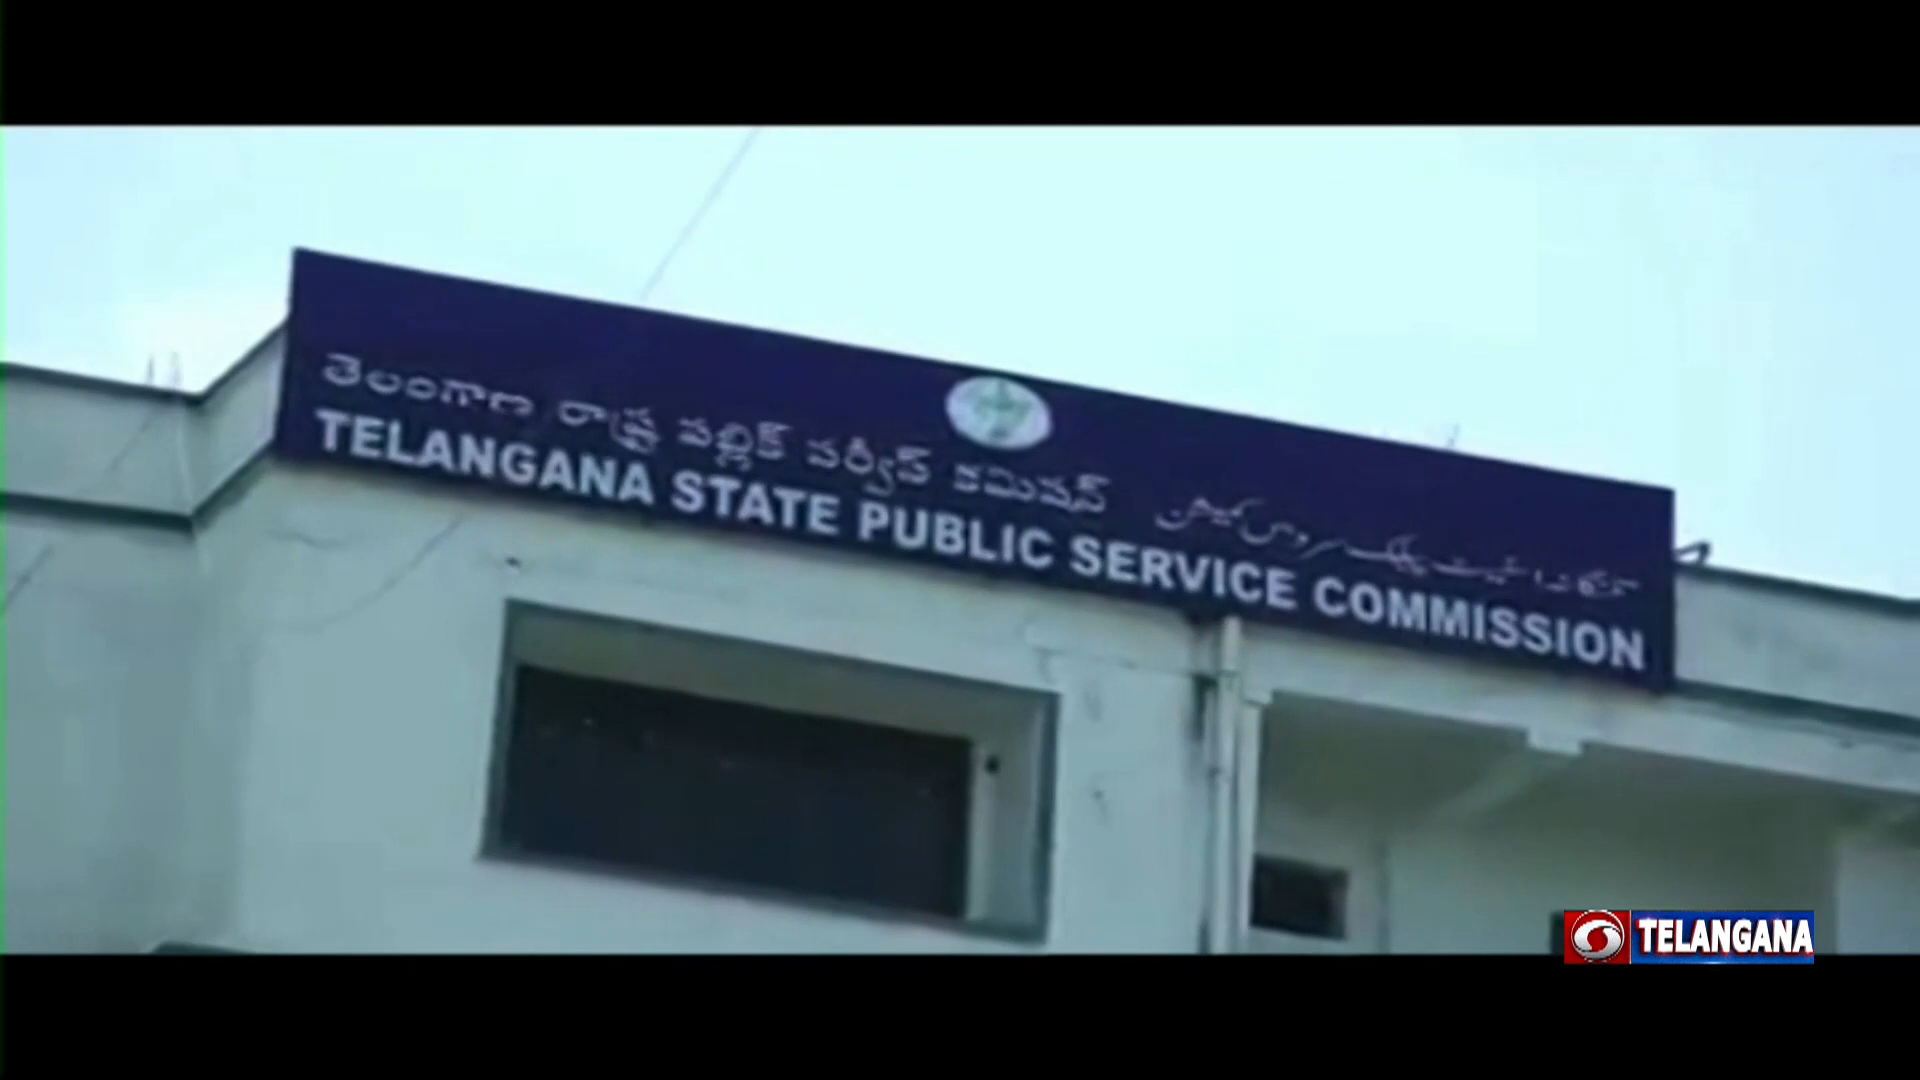 తెలంగాణ రాష్ట్ర పబ్లిక్ సర్వీస్ కమిషన్
TELANGANA STATE PUBLIC SERVICE COMMISSION
TELANGANA